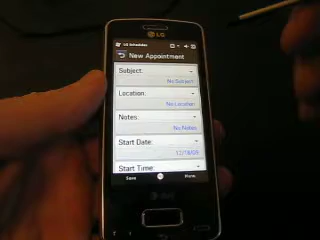 LG
LG Scheduler
New Appointment
Subject:
No Subject
Location:
No Location
Notes:
No Notes
Start Date:
Start Time:
Save
Menu
at&t